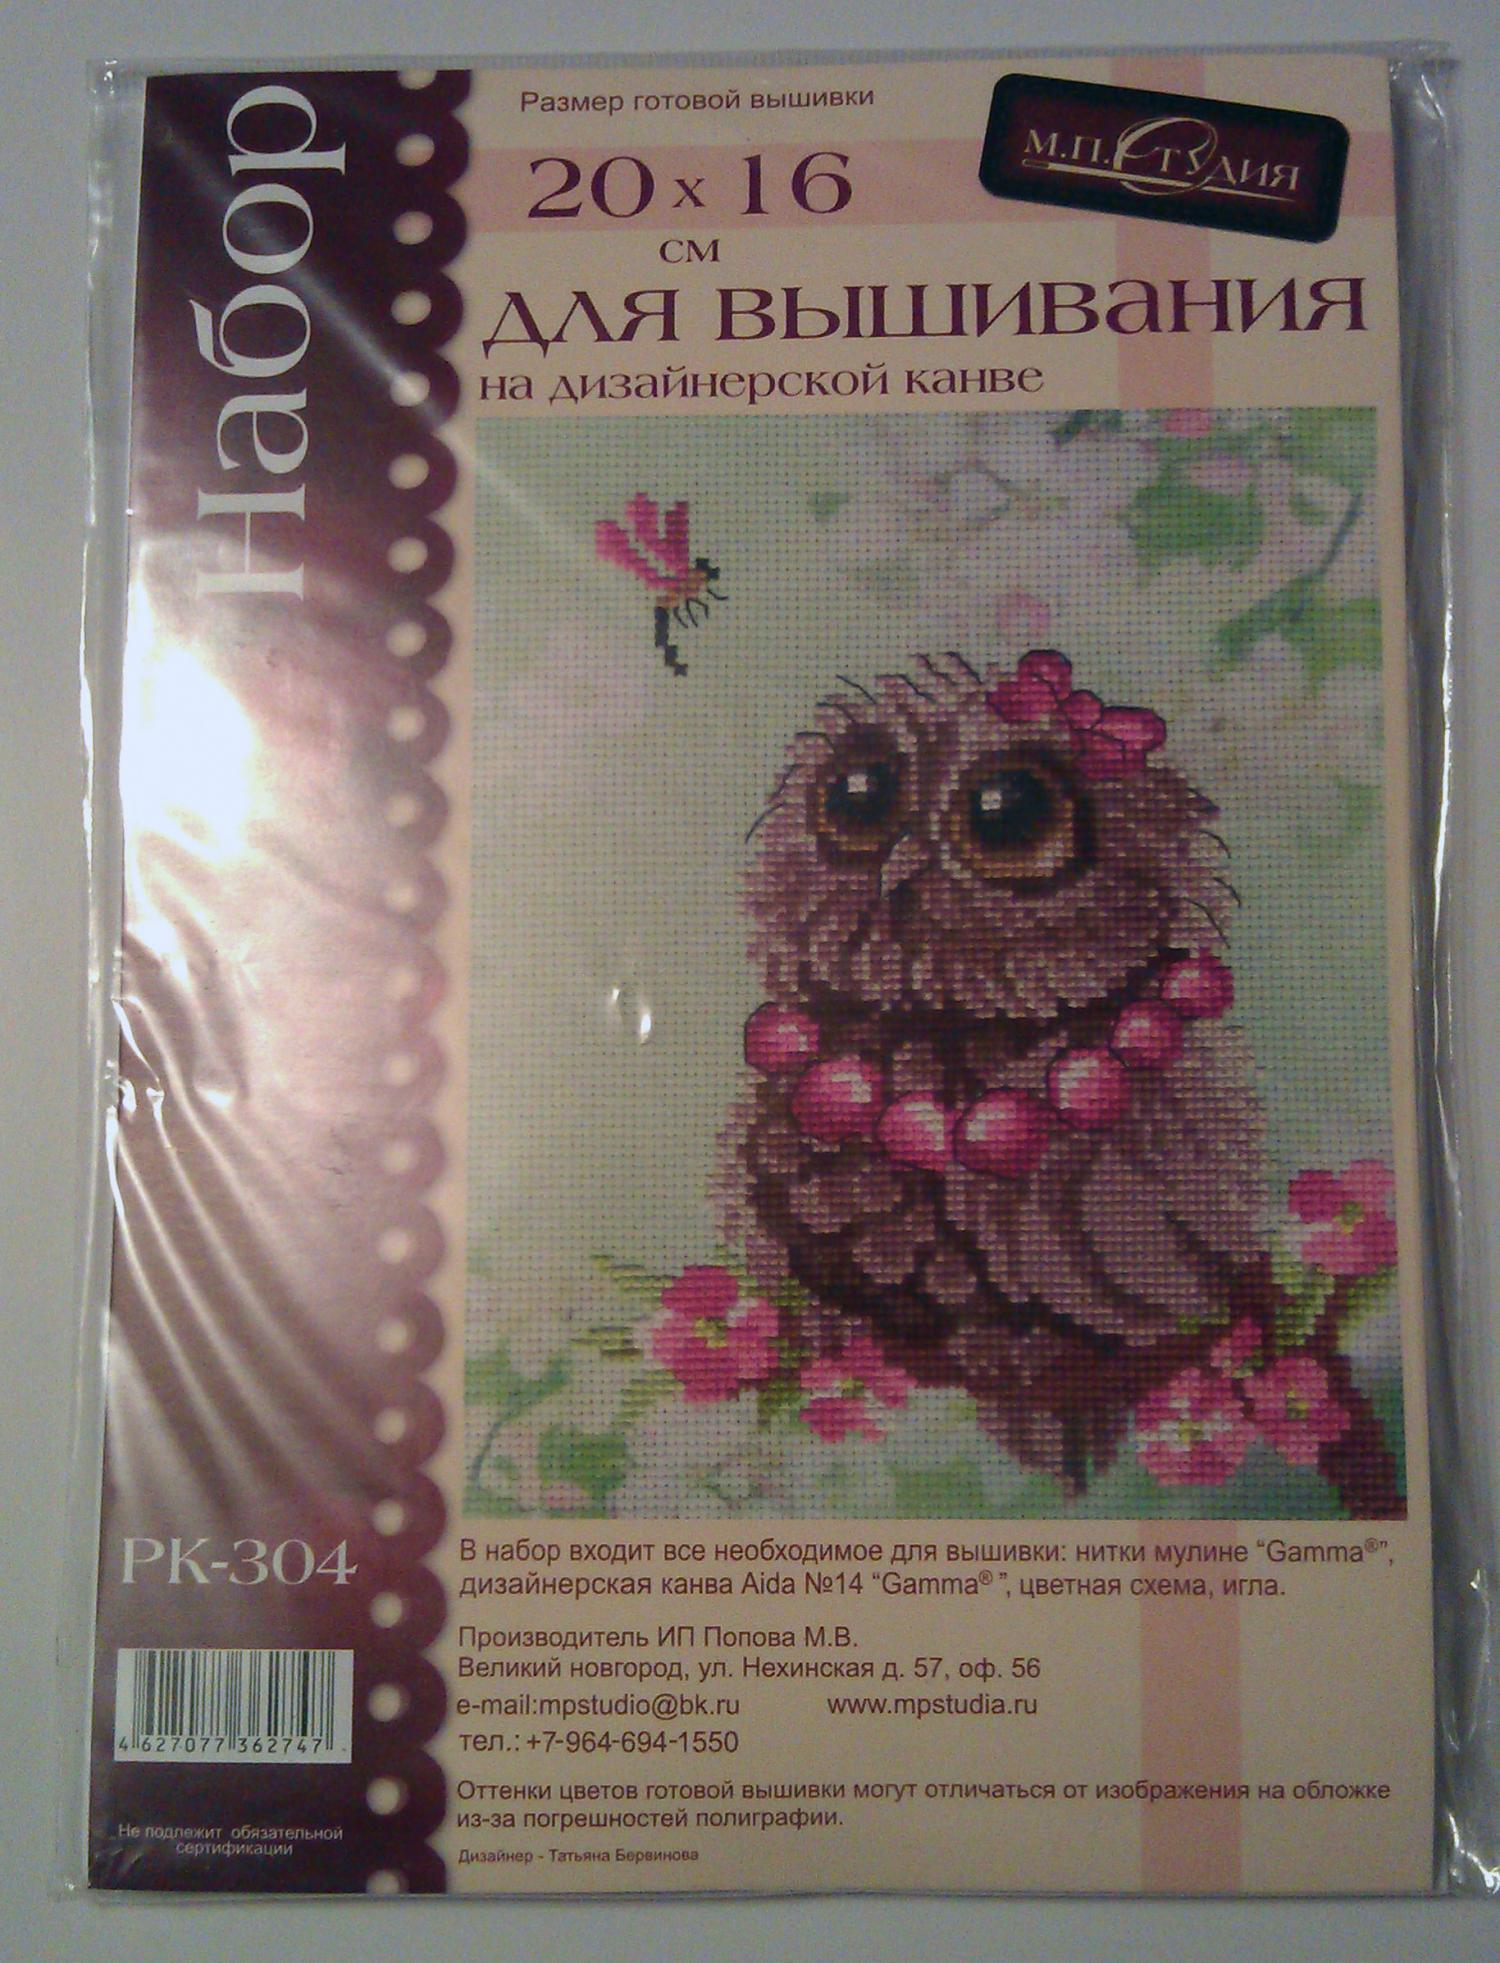 Набор
Размер готовой вышивки
20 х 16
см
М.П.Студия
для вышивания
на дизайнерской канве
РК-304
В набор входит все необходимое для вышивки: нитки мулине “Gamma®”,
дизайнерская канва Aida №14 “Gamma® ”, цветная схема, игла.
Производитель ИП Попова М.В.
Великий новгород, ул. Нехинская д. 57, оф. 56
e-mail:mpstudio@bk.ru www.mpstudia.ru
тел.: +7-964-694-1550
4 627077 362747
Оттенки цветов готовой вышивки могут отличаться от изображения на обложке
из-за погрешностей полиграфии.
Не подлежит обязательной
сертификации
Дизайнер - Татьяна Бервинова